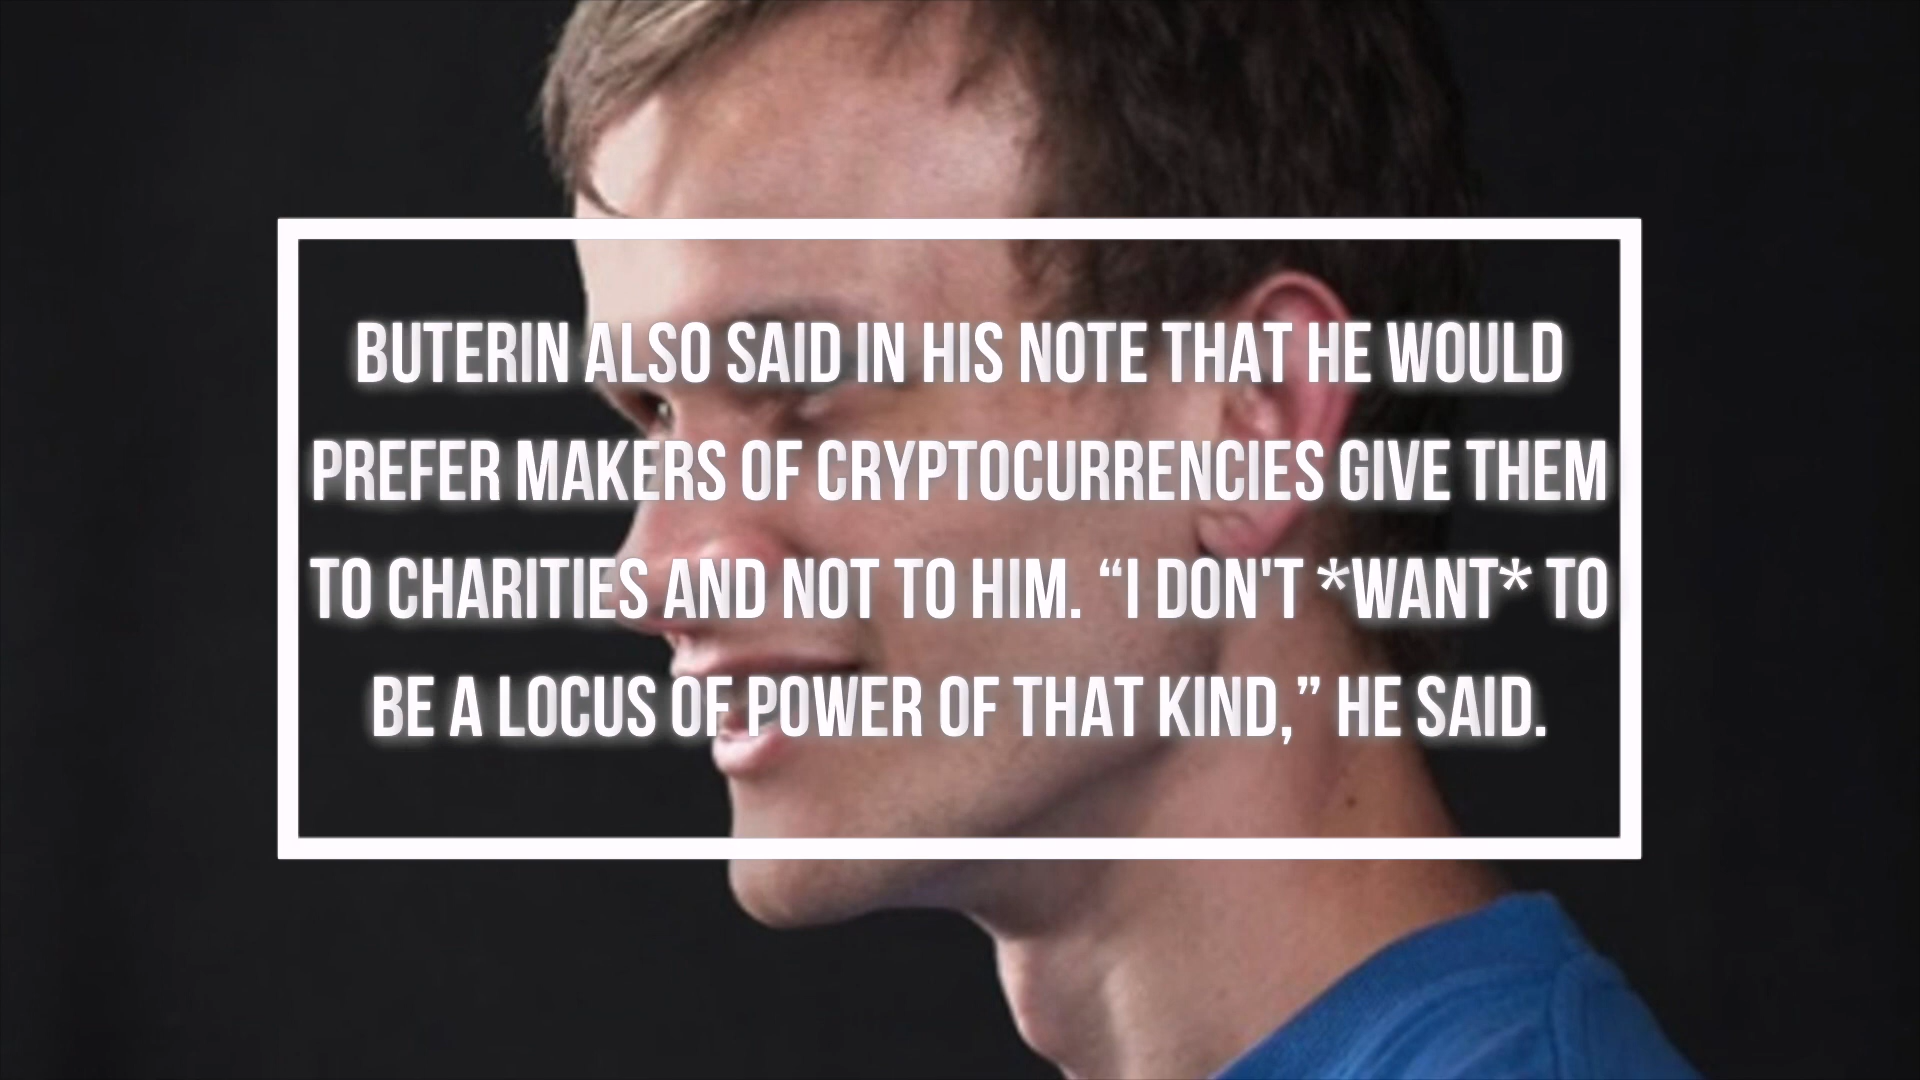 BUTERIN ALSO SAID IN HIS NOTE THAT HE WOULD
PREFER MAKERS OF CRYPTOCURRENCIES GIVE THEM
TO CHARITIES AND NOT TO HIM. “I DON'T *WANT* TO
BE A LOCUS OF POWER OF THAT KIND,” HE SAID.